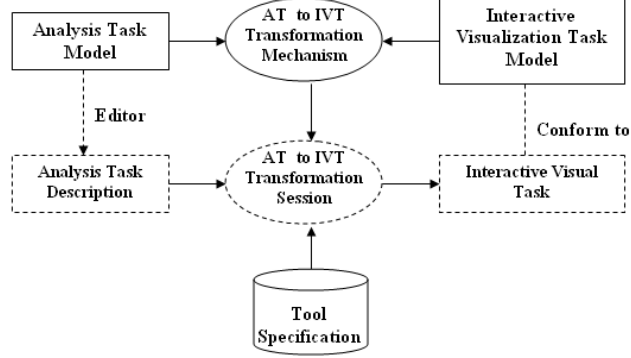 Analysis Task
Model
AT to IVT
Transformation
Mechanism
Interactive
Visualization Task
Model
Editor
Conform to
Analysis Task
Description
AT to IVT
Transformation
Session
Interactive Visual
Task
Tool
Specification